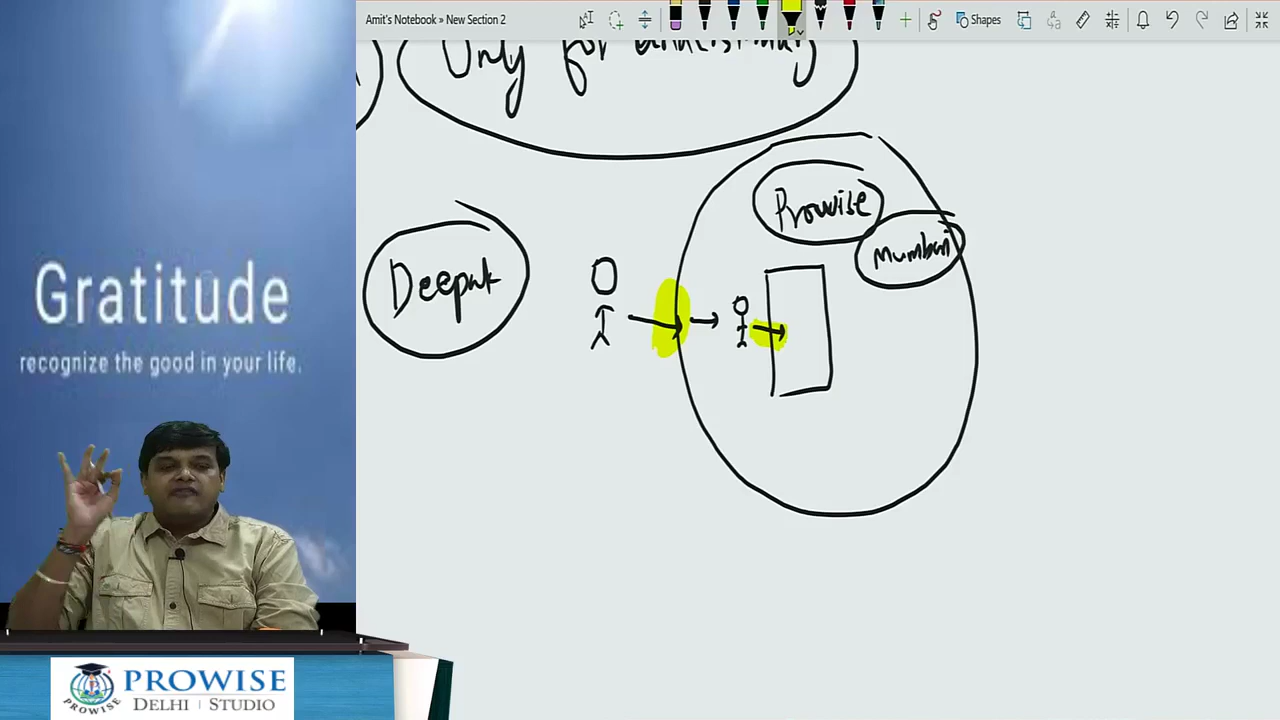 Amit's Notebook » New Section 2
Shapes
Only for
Prowise
Mumbai
Deepak
Gratitude
recognize the good in your life.
PROWISE
PROWISE
DELHI | STUDIO